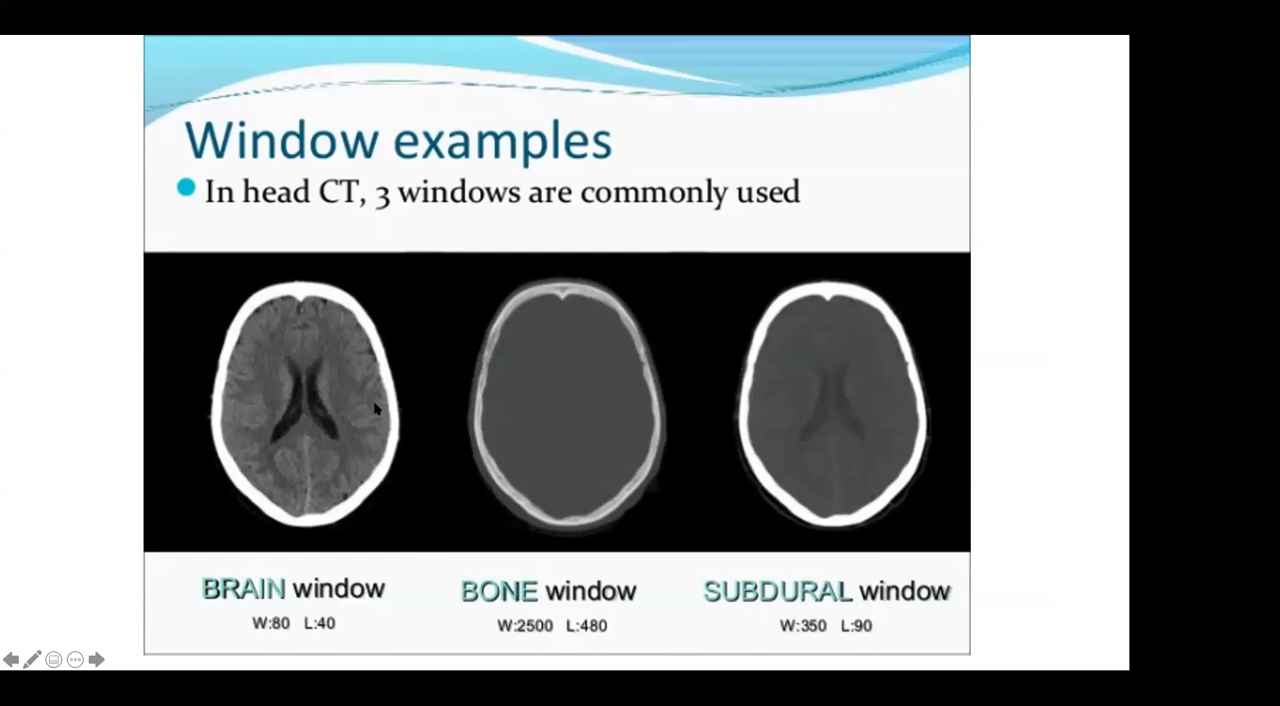 Window examples
In head CT, 3 windows are commonly used
BRAIN window
W:80 L:40
BONE window
W:2500 L:480
SUBDURAL window
W:350 L:90